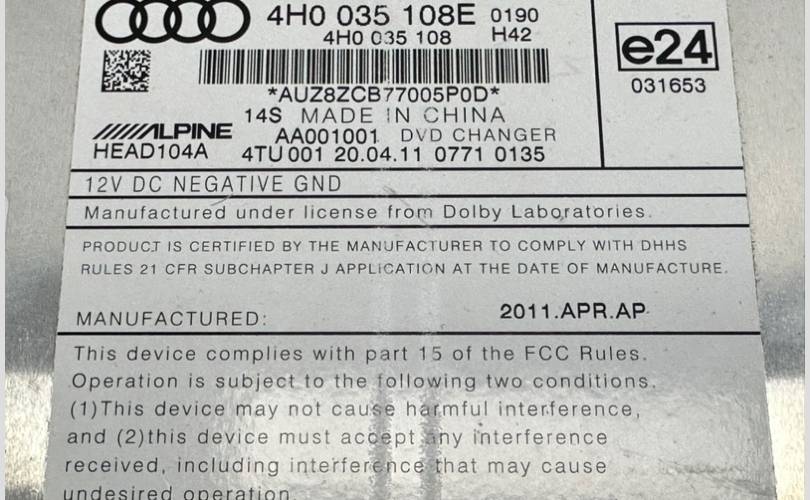 4H0 035 108E 0190
4H0 035 108 H42
e24
031653
*AUZ8ZCB77005P0D*
14S MADE IN CHINA
ALPINE AA001001 DVD CHANGER
HEAD104A 4TU 001 20.04.11 0771 0135
12V DC NEGATIVE GND
Manufactured under license from Dolby Laboratories.
PRODUCT IS CERTIFIED BY THE MANUFACTURER TO COMPLY WITH DHHS
RULES 21 CFR SUBCHAPTER J APPLICATION AT THE DATE OF MANUFACTURE.
MANUFACTURED: 2011.APR.AP
This device complies with part 15 of the FCC Rules.
Operation is subject to the following two conditions.
(1)This device may not cause harmful interference,
and (2)this device must accept any interference
received, including interference that may cause
undesired operation.